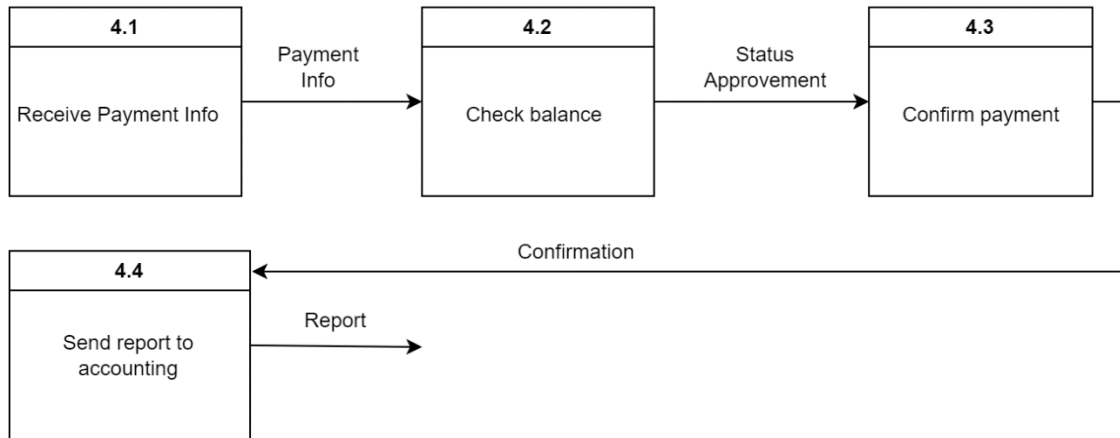 4.1
Receive Payment Info
Payment
Info
4.2
Check balance
Status
Approvement
4.3
Confirm payment
Confirmation
4.4
Send report to
accounting
Report